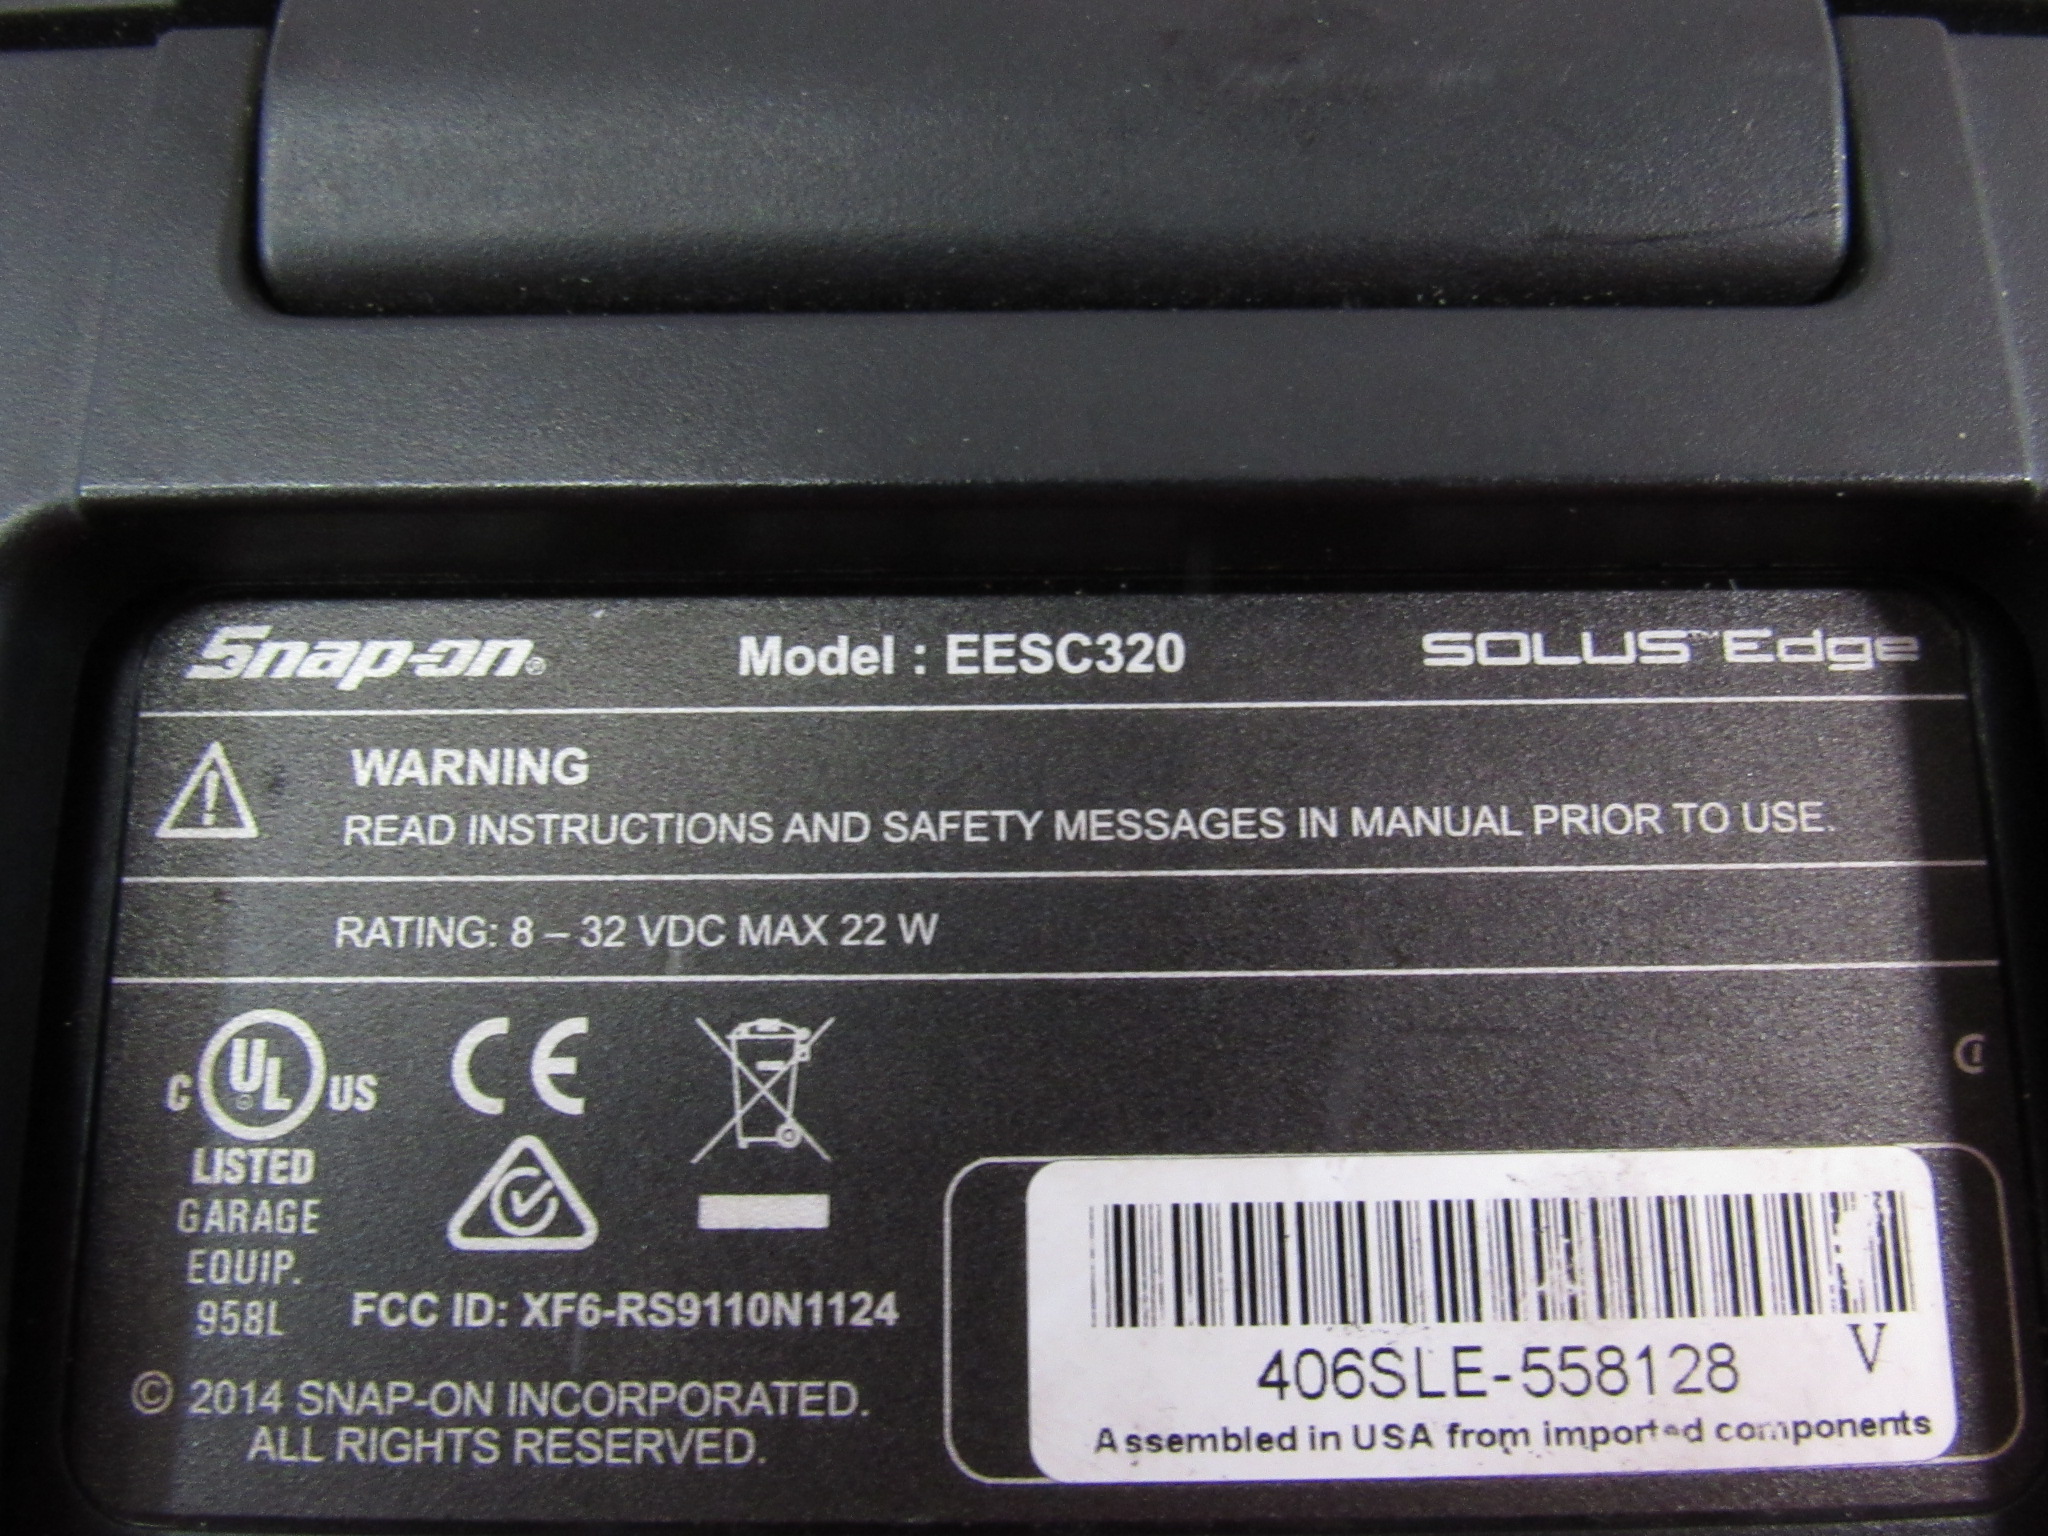 Snap-on®
Model : EESC320
SOLUS™ Edge
WARNING
READ INSTRUCTIONS AND SAFETY MESSAGES IN MANUAL PRIOR TO USE.
RATING: 8 – 32 VDC MAX 22 W
C UL® US
LISTED
GARAGE
EQUIP.
958L
CE
FCC ID: XF6-RS9110N1124
© 2014 SNAP-ON INCORPORATED.
ALL RIGHTS RESERVED.
406SLE-558128 V
Assembled in USA from imported components